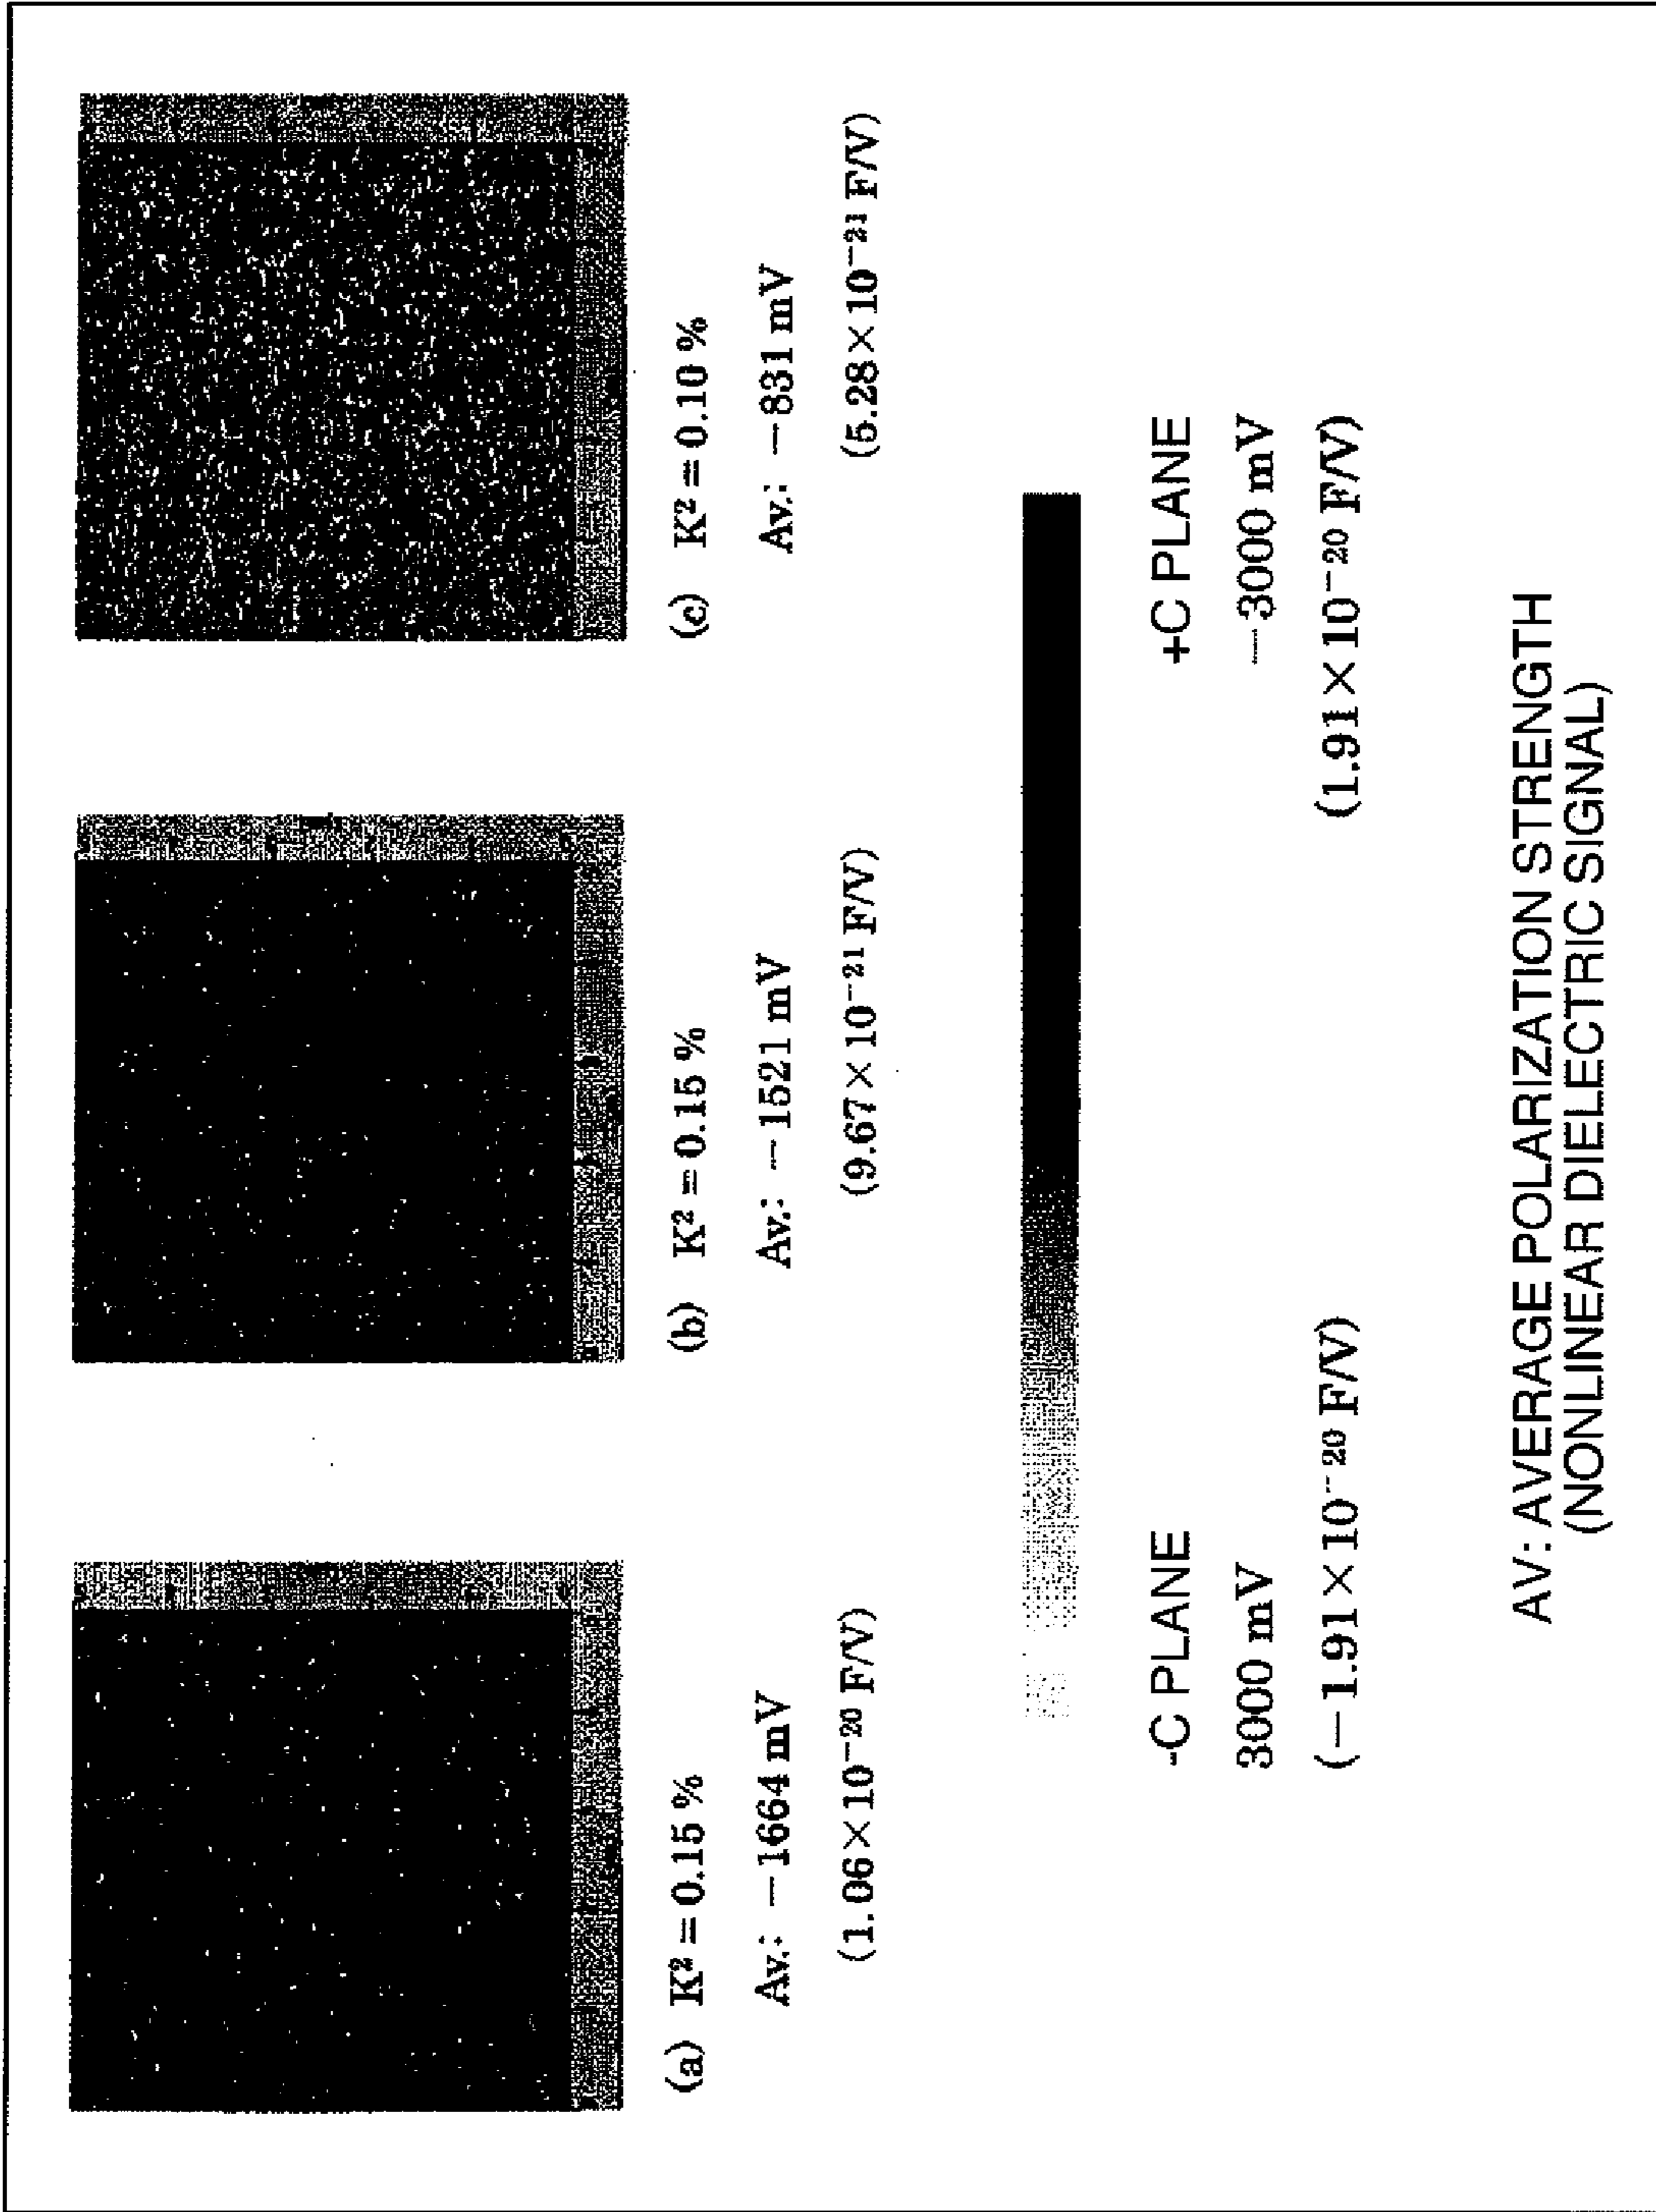 (a) K² = 0.15 %
Av.: −1664 mV
(1.06×10⁻²⁰ F/V)
(b) K² = 0.15 %
Av.: −1521 mV
(9.67×10⁻²¹ F/V)
(c) K² = 0.10 %
Av.: −831 mV
(5.28×10⁻²¹ F/V)
-C PLANE
3000 mV
(−1.91×10⁻²⁰ F/V)
+C PLANE
−3000 mV
(1.91×10⁻²⁰ F/V)
AV: AVERAGE POLARIZATION STRENGTH
(NONLINEAR DIELECTRIC SIGNAL)